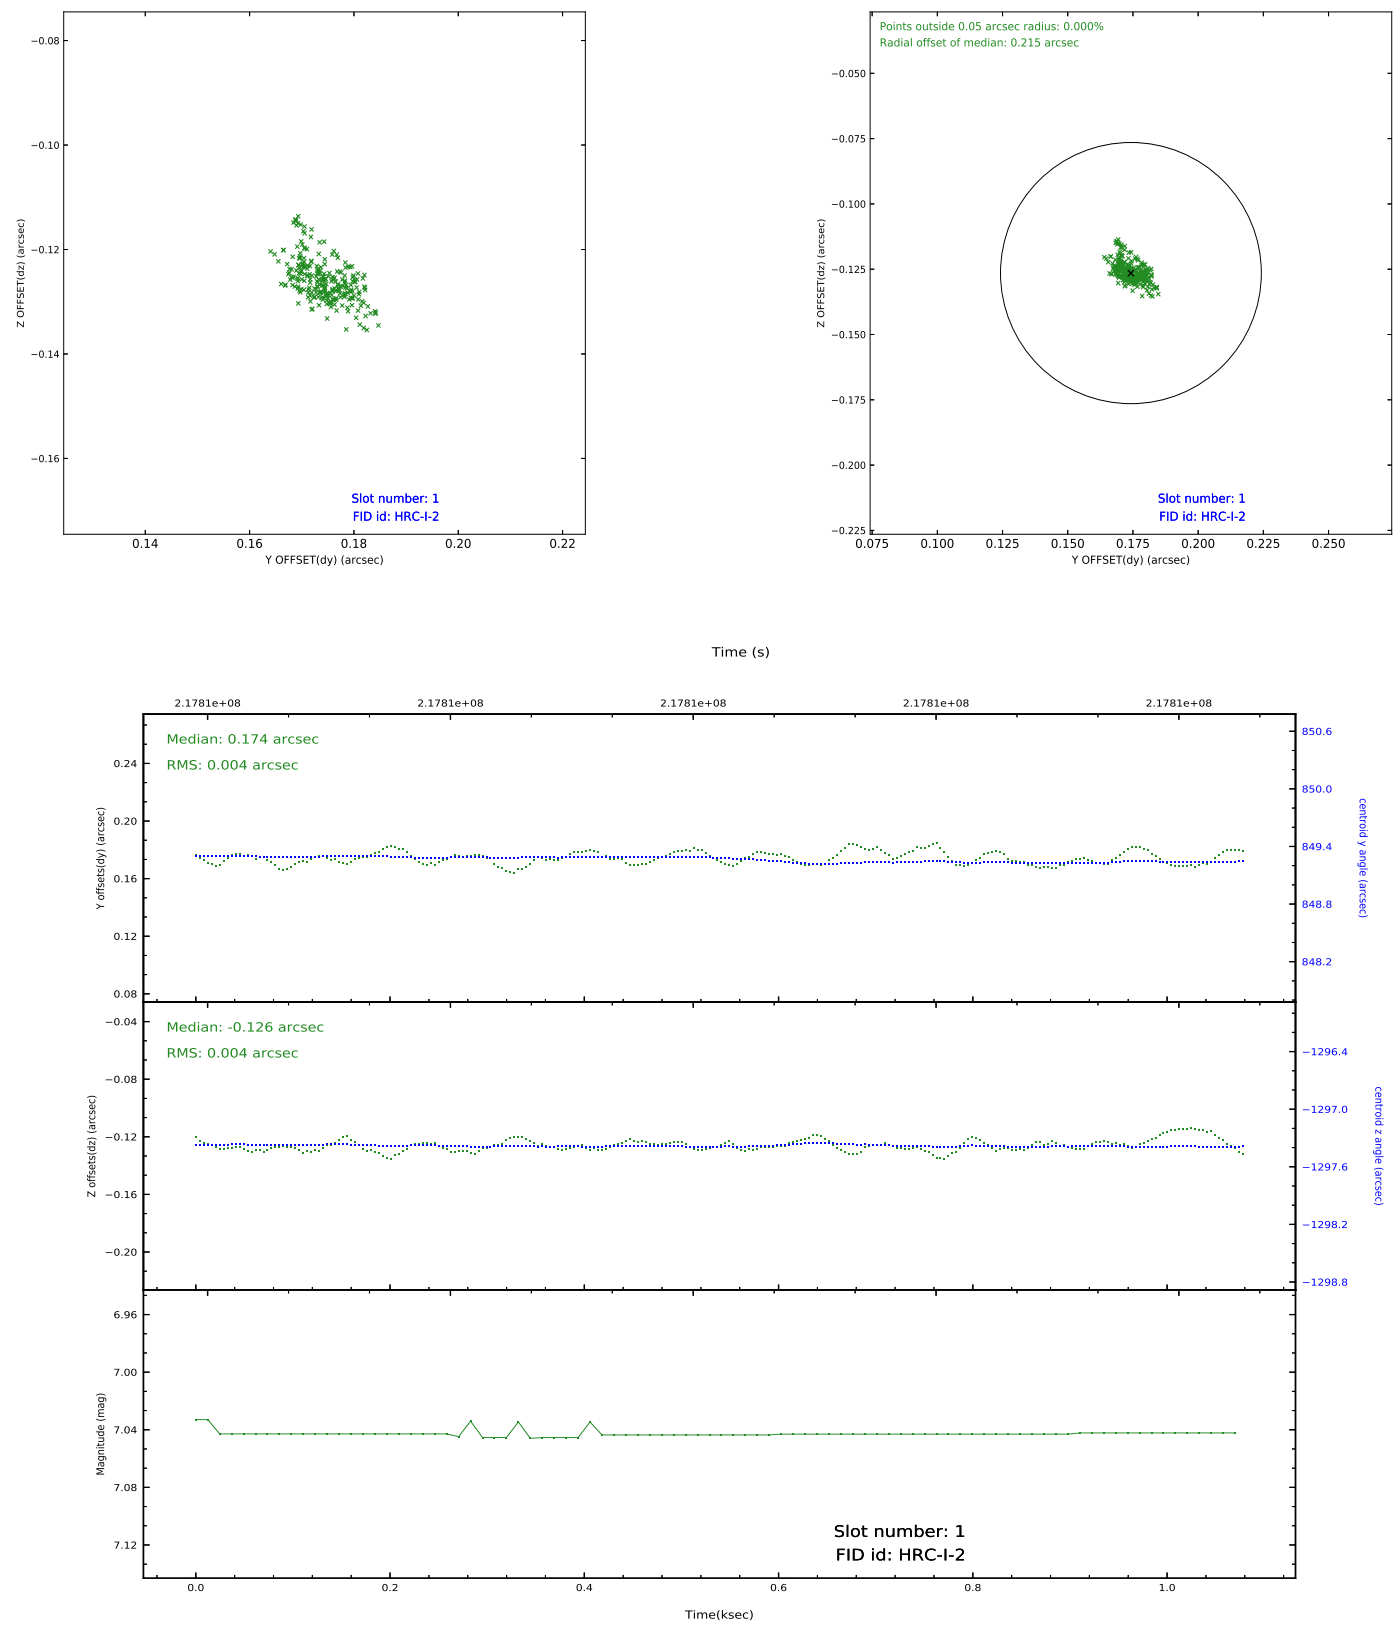 −0.08
−0.10
−0.12
−0.14
−0.16
Z OFFSET(dz) (arcsec)
0.14
0.16
0.18
0.20
0.22
Y OFFSET(dy) (arcsec)
Slot number: 1
FID id: HRC-I-2
Points outside 0.05 arcsec radius: 0.000%
Radial offset of median: 0.215 arcsec
−0.050
−0.075
−0.100
−0.125
−0.150
−0.175
−0.200
−0.225
Z OFFSET(dz) (arcsec)
0.075
0.100
0.125
0.150
0.175
0.200
0.225
0.250
Y OFFSET(dy) (arcsec)
Slot number: 1
FID id: HRC-I-2
Time (s)
2.1781e+08
2.1781e+08
2.1781e+08
2.1781e+08
2.1781e+08
Median: 0.174 arcsec
RMS: 0.004 arcsec
0.24
0.20
0.16
0.12
0.08
Y offsets(dy) (arcsec)
850.6
850.0
849.4
848.8
848.2
centroid y angle (arcsec)
Median: -0.126 arcsec
RMS: 0.004 arcsec
−0.04
−0.08
−0.12
−0.16
−0.20
Z offsets(dz) (arcsec)
−1296.4
−1297.0
−1297.6
−1298.2
−1298.8
centroid z angle (arcsec)
6.96
7.00
7.04
7.08
7.12
Magnitude (mag)
Slot number: 1
FID id: HRC-I-2
0.0
0.2
0.4
0.6
0.8
1.0
Time(ksec)